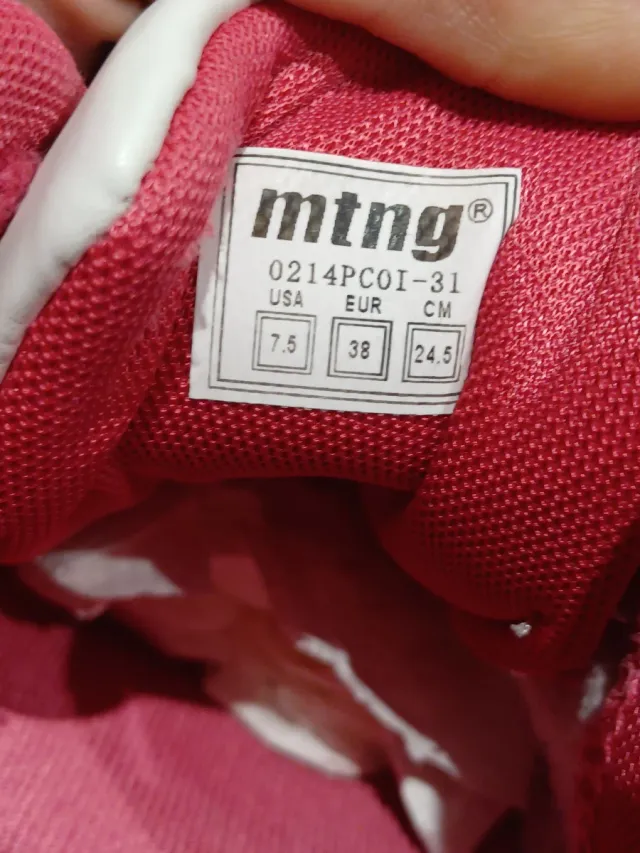 mtng®
0214PC0I-31
USA EUR CM
7.5 38 24.5